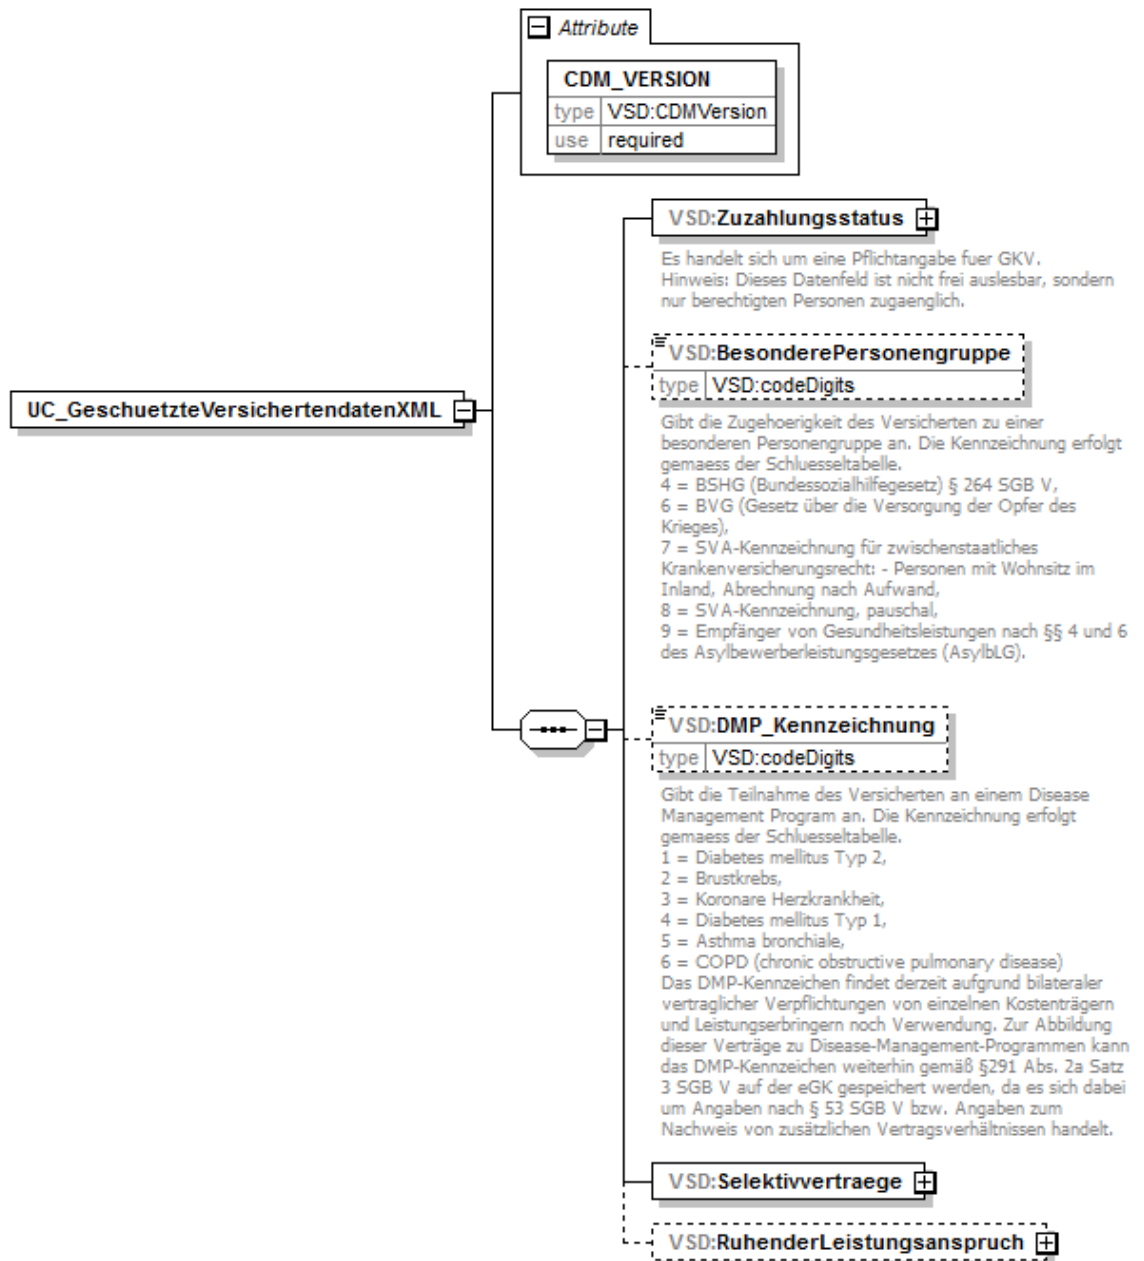 Attribute
CDM_VERSION
type VSD:CDMVersion
use required
VSD:Zuzahlungsstatus
Es handelt sich um eine Pflichtangabe fuer GKV.
Hinweis: Dieses Datenfeld ist nicht frei auslesbar, sondern
nur berechtigten Personen zugaenglich.
VSD:BesonderePersonengruppe
type VSD:codeDigits
UC_GeschuetzteVersichertendatenXML
Gibt die Zugehoerigkeit des Versicherten zu einer
besonderen Personengruppe an. Die Kennzeichnung erfolgt
gemaess der Schluesseltabelle.
4 = BSHG (Bundessozialhilfegesetz) § 264 SGB V,
6 = BVG (Gesetz über die Versorgung der Opfer des
Krieges),
7 = SVA-Kennzeichnung für zwischenstaatliches
Krankenversicherungsrecht: - Personen mit Wohnsitz im
Inland, Abrechnung nach Aufwand,
8 = SVA-Kennzeichnung, pauschal,
9 = Empfänger von Gesundheitsleistungen nach §§ 4 und 6
des Asylbewerberleistungsgesetzes (AsylbLG).
VSD:DMP_Kennzeichnung
type VSD:codeDigits
Gibt die Teilnahme des Versicherten an einem Disease
Management Program an. Die Kennzeichnung erfolgt
gemaess der Schluesseltabelle.
1 = Diabetes mellitus Typ 2,
2 = Brustkrebs,
3 = Koronare Herzkrankheit,
4 = Diabetes mellitus Typ 1,
5 = Asthma bronchiale,
6 = COPD (chronic obstructive pulmonary disease)
Das DMP-Kennzeichen findet derzeit aufgrund bilateraler
vertraglicher Verpflichtungen von einzelnen Kostenträgern
und Leistungserbringern noch Verwendung. Zur Abbildung
dieser Verträge zu Disease-Management-Programmen kann
das DMP-Kennzeichen weiterhin gemäß §291 Abs. 2a Satz
3 SGB V auf der eGK gespeichert werden, da es sich dabei
um Angaben nach § 53 SGB V bzw. Angaben zum
Nachweis von zusätzlichen Vertragsverhältnissen handelt.
VSD:Selektivvertraege
VSD:RuhenderLeistungsanspruch